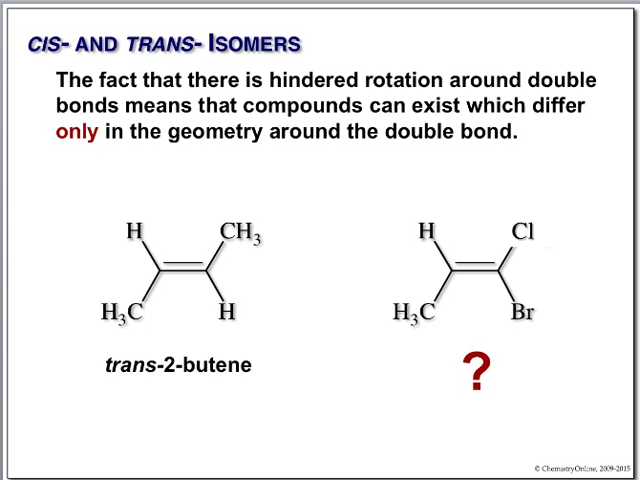 CIS- AND TRANS- ISOMERS
The fact that there is hindered rotation around double
bonds means that compounds can exist which differ
only in the geometry around the double bond.
H CH3 H Cl
H3C H H3C Br
trans-2-butene
?
© ChemistryOnline, 2009-2015